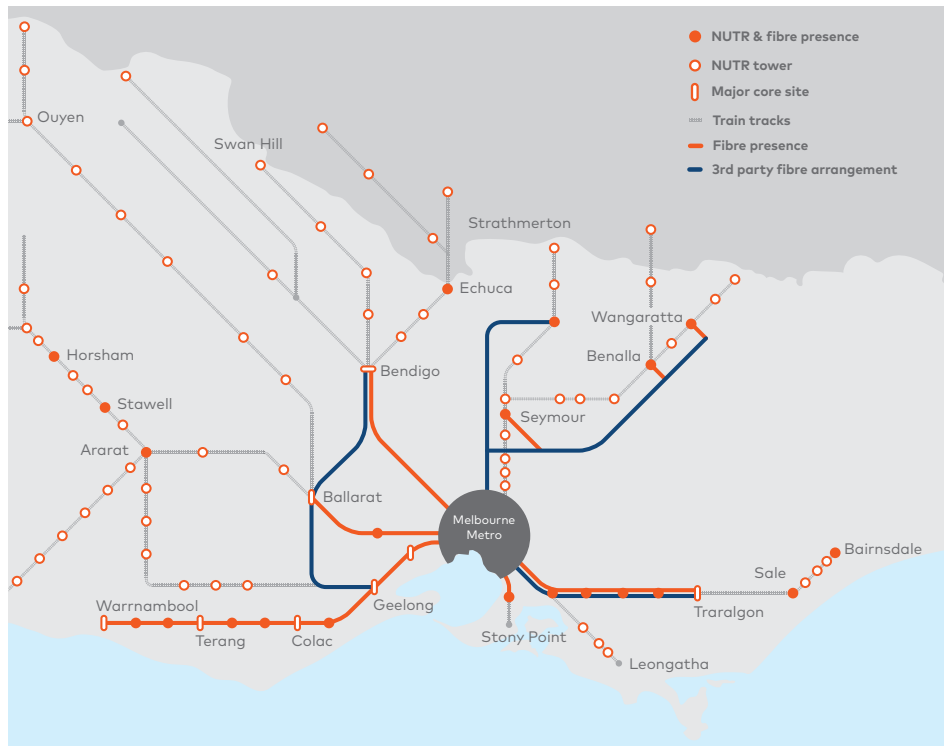 NUTR & fibre presence
NUTR tower
Major core site
Train tracks
Fibre presence
3rd party fibre arrangement
Ouyen
Swan Hill
Strathmerton
Echuca
Wangaratta
Benalla
Horsham
Bendigo
Stawell
Seymour
Ararat
Ballarat
Melbourne
Metro
Bairnsdale
Sale
Warrnambool
Geelong
Traralgon
Terang
Colac
Stony Point
Leongatha